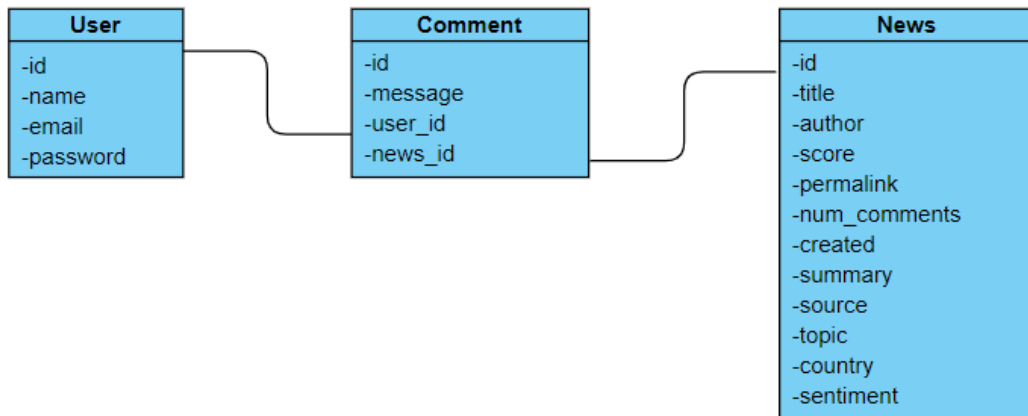 User
-id
-name
-email
-password
Comment
-id
-message
-user_id
-news_id
News
-id
-title
-author
-score
-permalink
-num_comments
-created
-summary
-source
-topic
-country
-sentiment